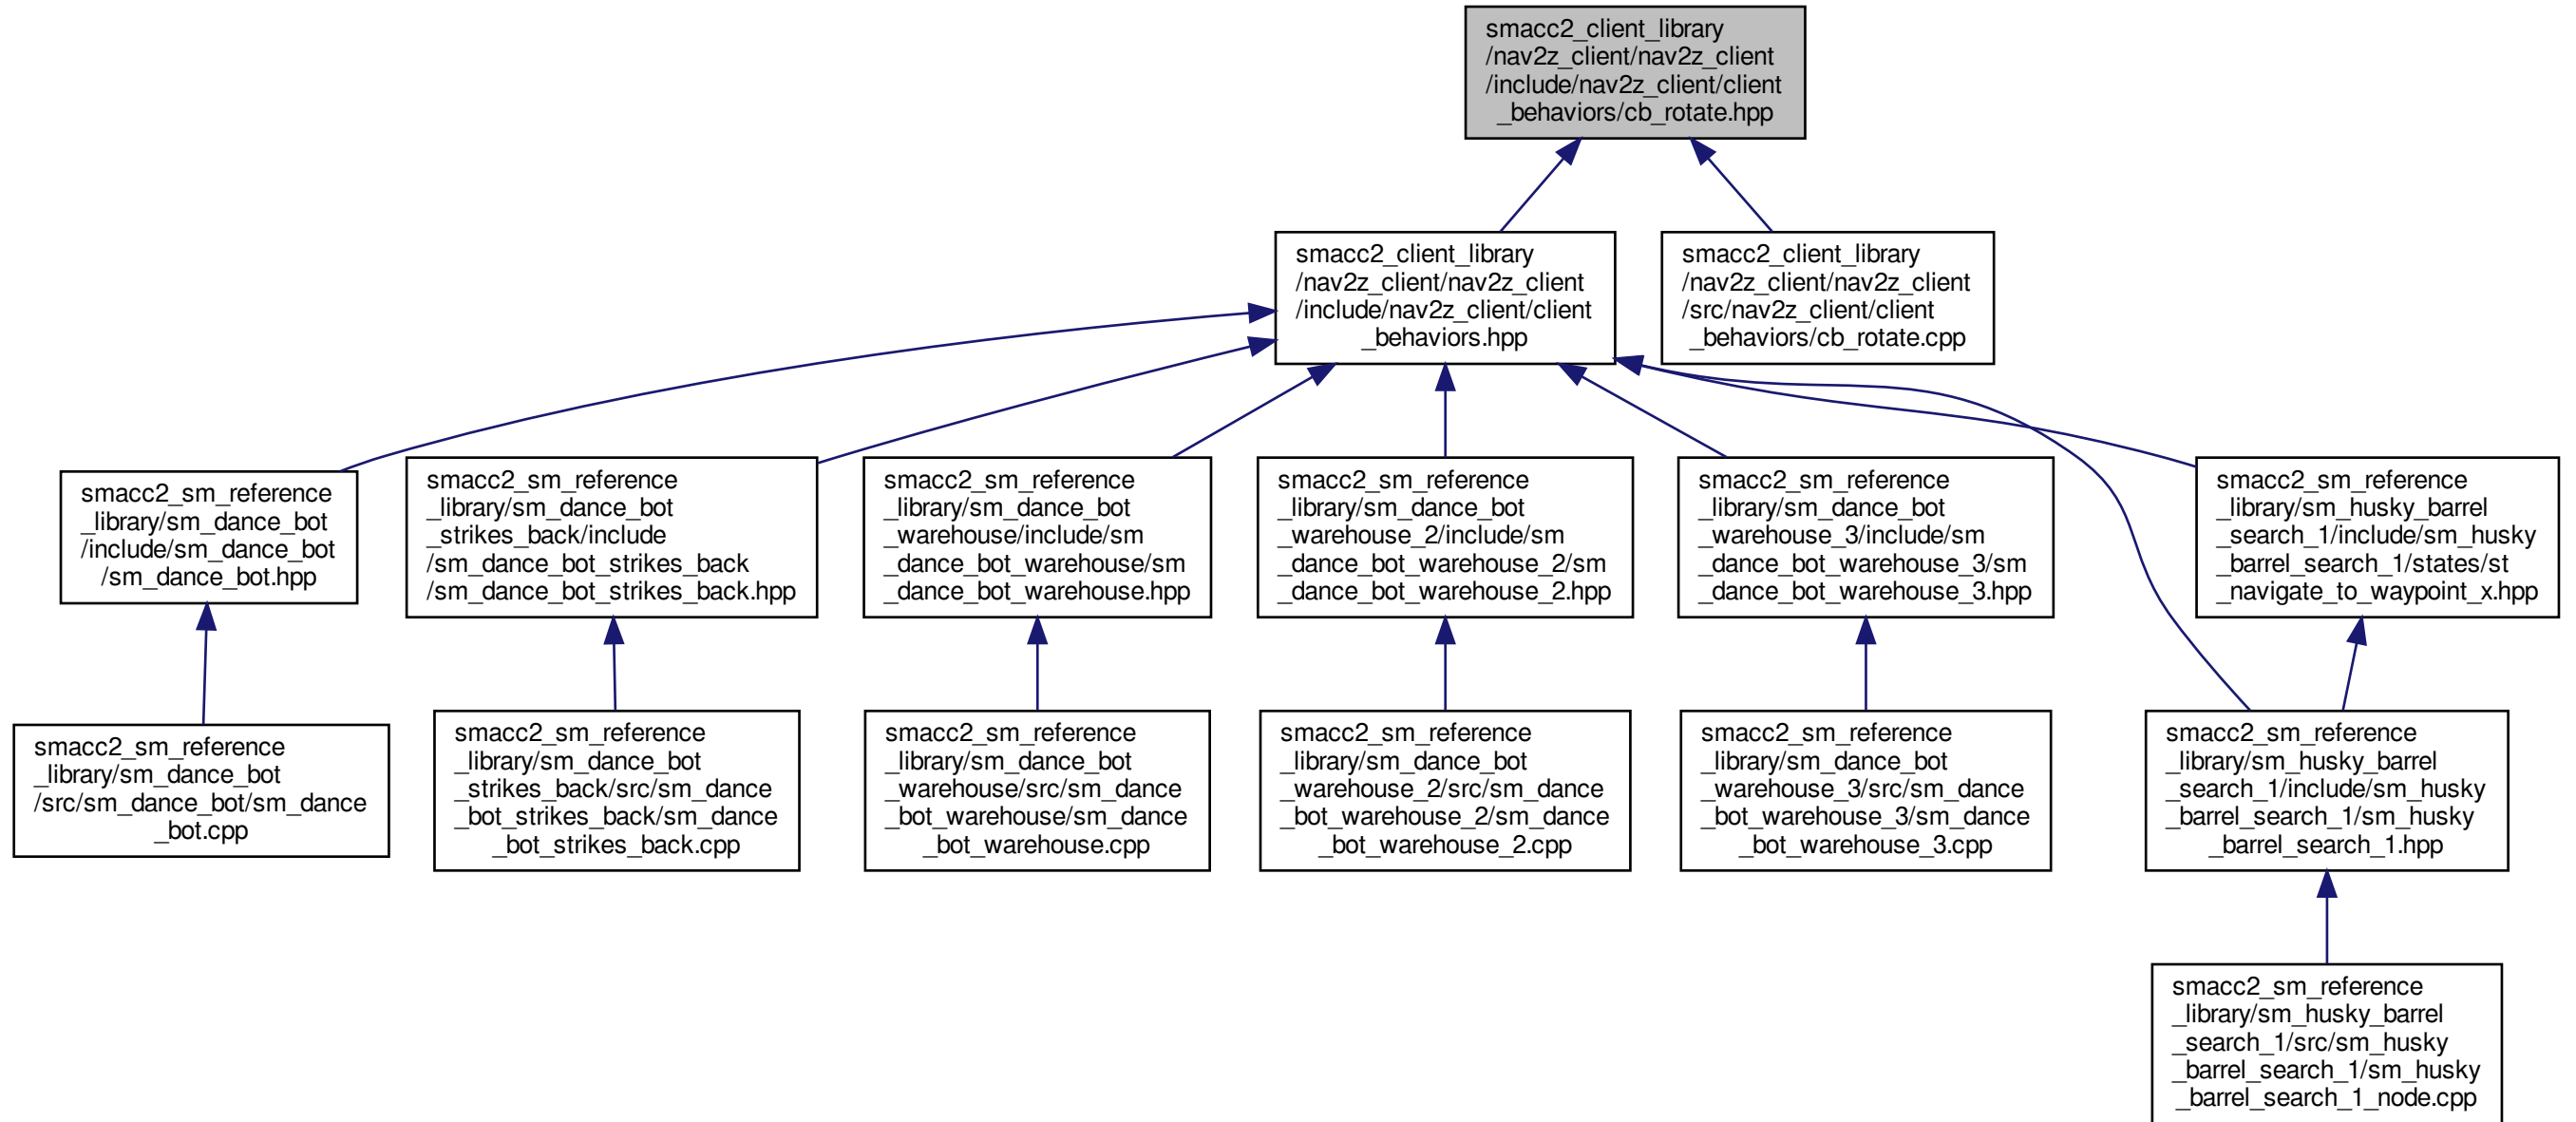 smacc2_client_library
/nav2z_client/nav2z_client
/include/nav2z_client/client
_behaviors/cb_rotate.hpp
smacc2_client_library
/nav2z_client/nav2z_client
/include/nav2z_client/client
_behaviors.hpp
smacc2_client_library
/nav2z_client/nav2z_client
/src/nav2z_client/client
_behaviors/cb_rotate.cpp
smacc2_sm_reference
_library/sm_dance_bot
/include/sm_dance_bot
/sm_dance_bot.hpp
smacc2_sm_reference
_library/sm_dance_bot
_strikes_back/include
/sm_dance_bot_strikes_back
/sm_dance_bot_strikes_back.hpp
smacc2_sm_reference
_library/sm_dance_bot
_warehouse/include/sm
_dance_bot_warehouse/sm
_dance_bot_warehouse.hpp
smacc2_sm_reference
_library/sm_dance_bot
_warehouse_2/include/sm
_dance_bot_warehouse_2/sm
_dance_bot_warehouse_2.hpp
smacc2_sm_reference
_library/sm_dance_bot
_warehouse_3/include/sm
_dance_bot_warehouse_3/sm
_dance_bot_warehouse_3.hpp
smacc2_sm_reference
_library/sm_husky_barrel
_search_1/include/sm_husky
_barrel_search_1/states/st
_navigate_to_waypoint_x.hpp
smacc2_sm_reference
_library/sm_dance_bot
/src/sm_dance_bot/sm_dance
_bot.cpp
smacc2_sm_reference
_library/sm_dance_bot
_strikes_back/src/sm_dance
_bot_strikes_back/sm_dance
_bot_strikes_back.cpp
smacc2_sm_reference
_library/sm_dance_bot
_warehouse/src/sm_dance
_bot_warehouse/sm_dance
_bot_warehouse.cpp
smacc2_sm_reference
_library/sm_dance_bot
_warehouse_2/src/sm_dance
_bot_warehouse_2/sm_dance
_bot_warehouse_2.cpp
smacc2_sm_reference
_library/sm_dance_bot
_warehouse_3/src/sm_dance
_bot_warehouse_3/sm_dance
_bot_warehouse_3.cpp
smacc2_sm_reference
_library/sm_husky_barrel
_search_1/include/sm_husky
_barrel_search_1/sm_husky
_barrel_search_1.hpp
smacc2_sm_reference
_library/sm_husky_barrel
_search_1/src/sm_husky
_barrel_search_1/sm_husky
_barrel_search_1_node.cpp